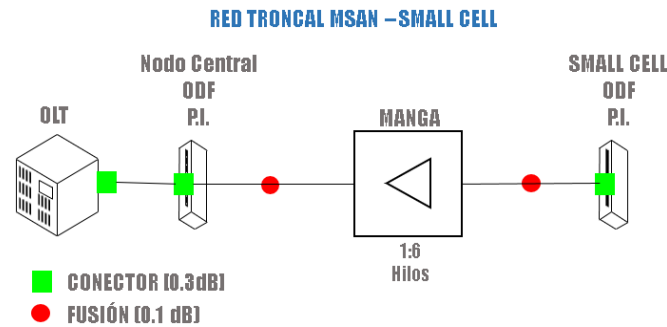 RED TRONCAL MSAN –SMALL CELL
Nodo Central
ODF
P.I.
SMALL CELL
ODF
P.I.
OLT
MANGA
1:6
Hilos
CONECTOR [0.3dB]
FUSIÓN (0.1 dB)